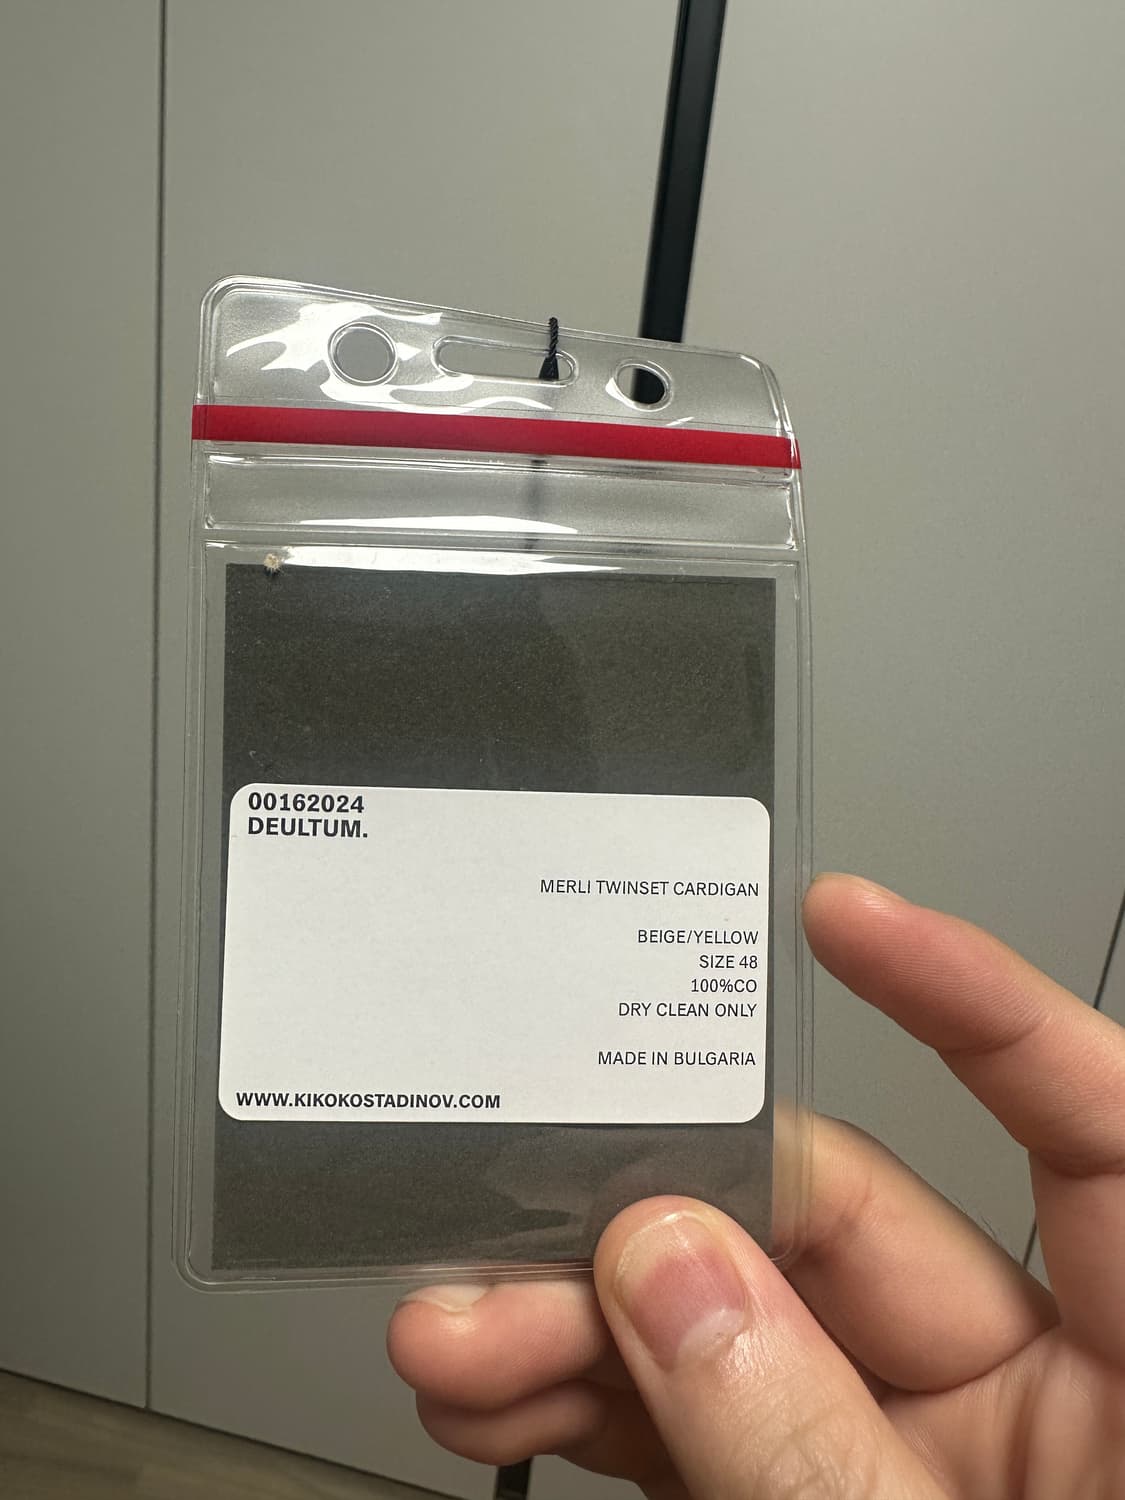 00162024
DEULTUM.
MERLI TWINSET CARDIGAN
BEIGE/YELLOW
SIZE 48
100%CO
DRY CLEAN ONLY
MADE IN BULGARIA
WWW.KIKOKOSTADINOV.COM